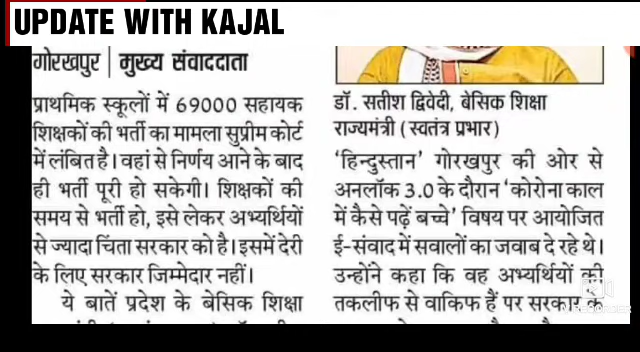 UPDATE WITH KAJAL
गोरखपुर | मुख्य संवाददाता
प्राथमिक स्कूलों में 69000 सहायक
शिक्षकों की भर्ती का मामला सुप्रीम कोर्ट
में लंबित है। वहां से निर्णय आने के बाद
ही भर्ती पूरी हो सकेगी। शिक्षकों की
समय से भर्ती हो, इसे लेकर अभ्यर्थियों
से ज्यादा चिंता सरकार को है। इसमें देरी
के लिए सरकार जिम्मेदार नहीं।
ये बातें प्रदेश के बेसिक शिक्षा
डॉ. सतीश द्विवेदी, बेसिक शिक्षा
राज्यमंत्री (स्वतंत्र प्रभार)
‘हिन्दुस्तान’ गोरखपुर की ओर से
अनलॉक 3.0 के दौरान ‘कोरोना काल
में कैसे पढ़ें बच्चे’ विषय पर आयोजित
ई-संवाद में सवालों का जवाब दे रहे थे।
उन्होंने कहा कि वह अभ्यर्थियों की
तकलीफ से वाकिफ हैं पर सरकार के